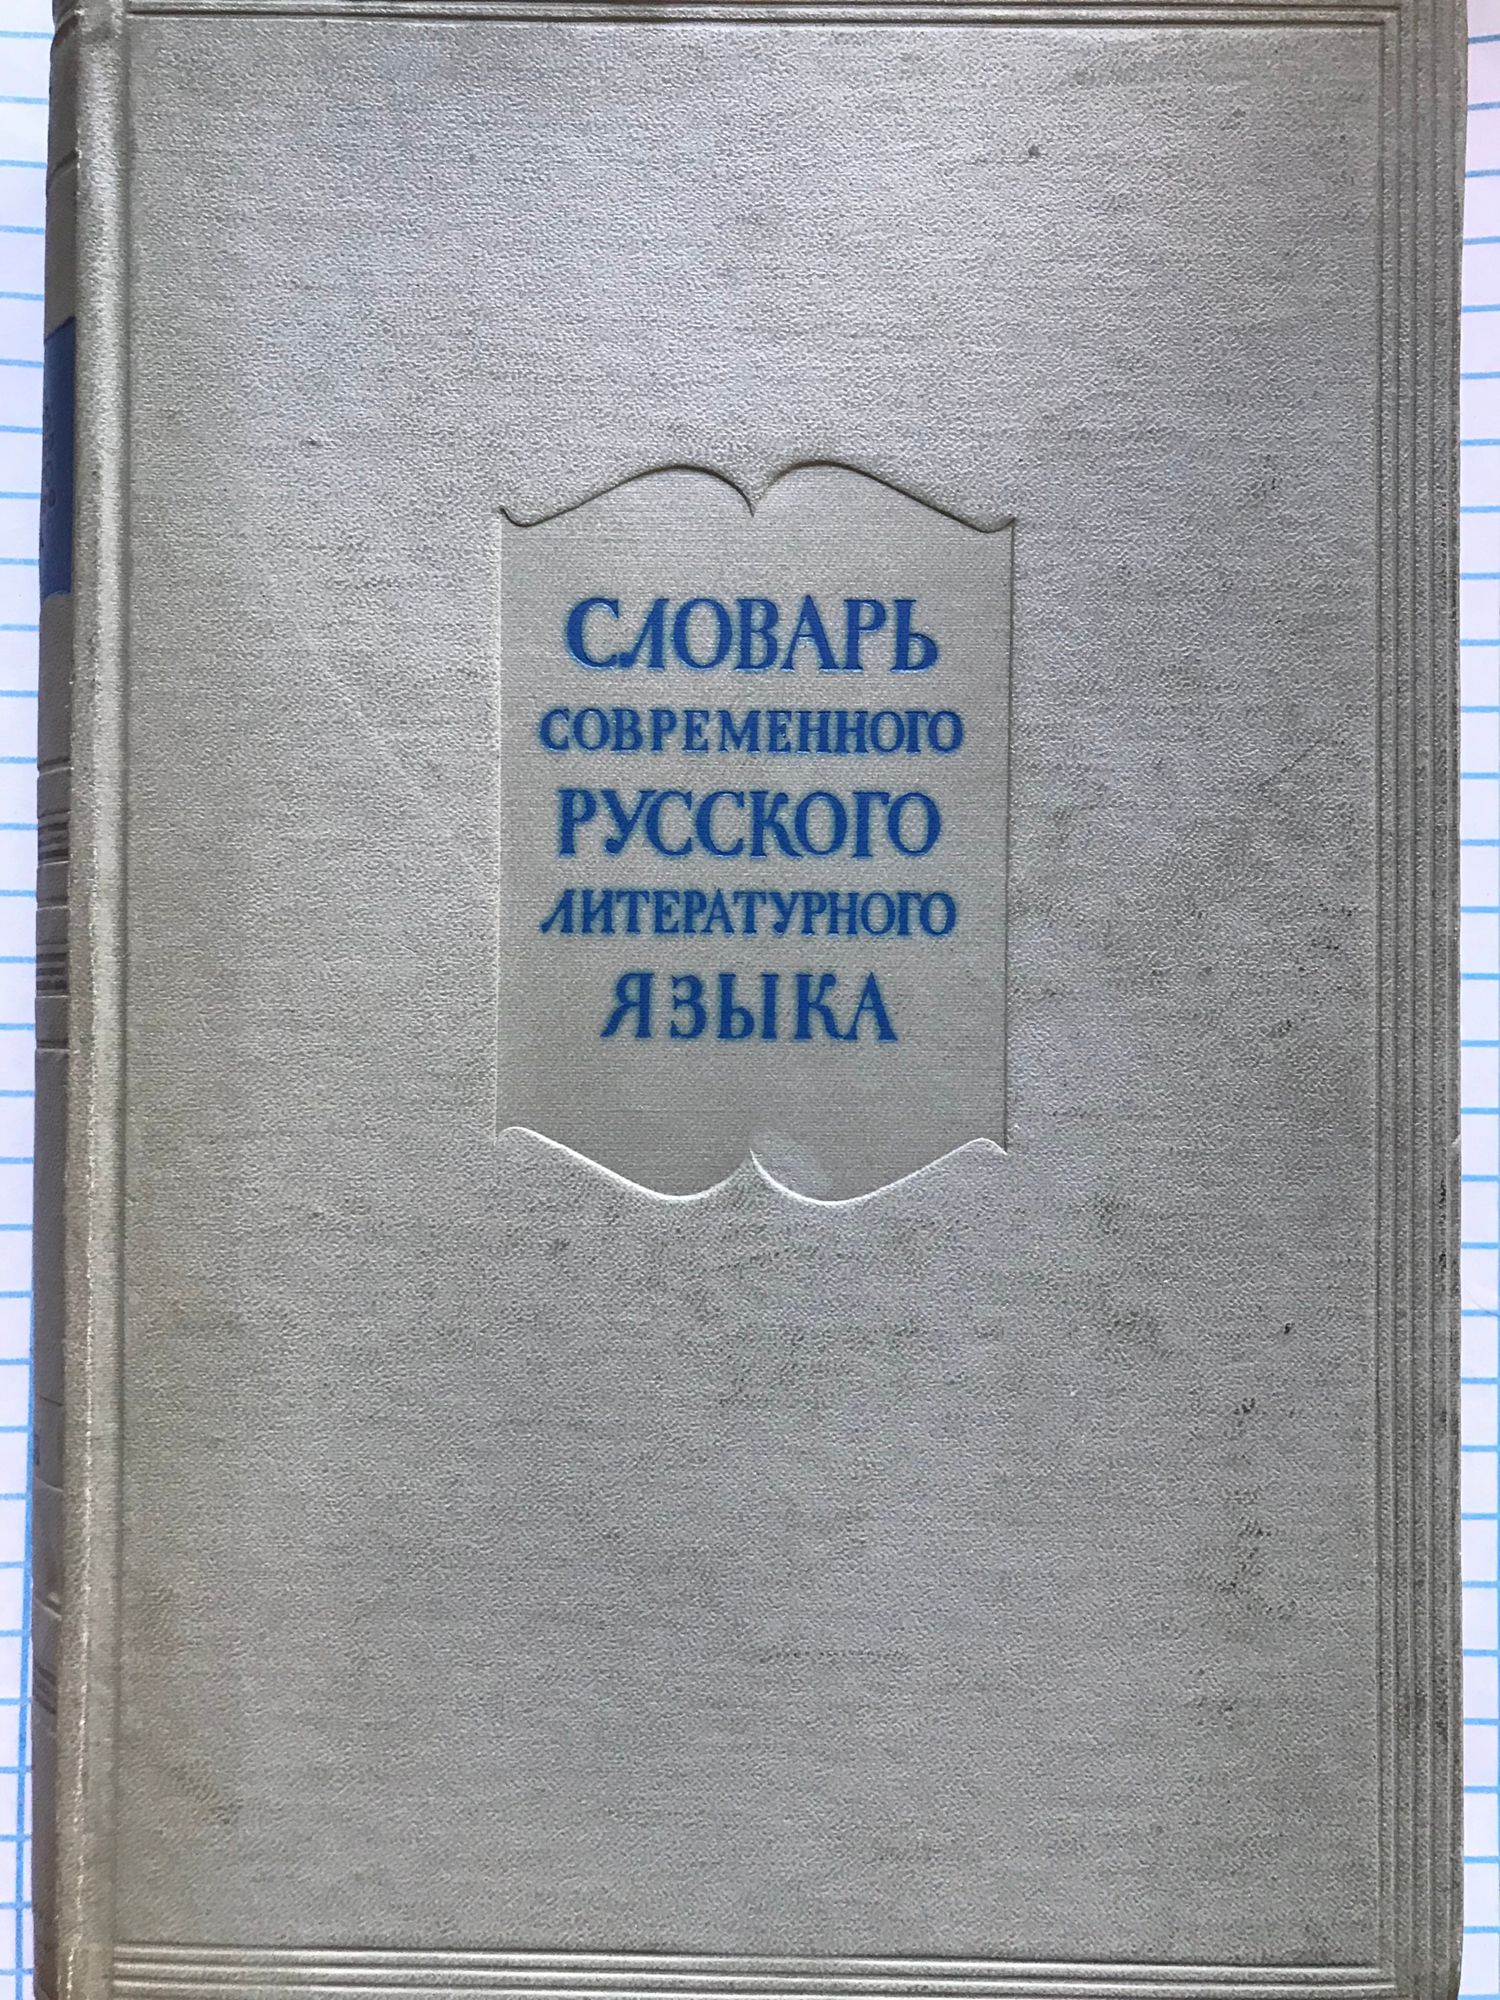 СЛОВАРЬ
СОВРЕМЕННОГО
РУССКОГО
ЛИТЕРАТУРНОГО
ЯЗЫКА